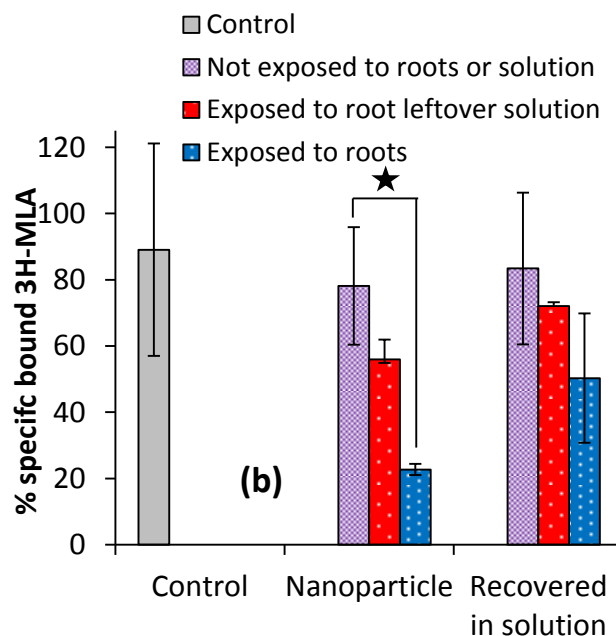 Control
Not exposed to roots or solution
Exposed to root leftover solution
Exposed to roots
120
100
80
60
40
20
0
% specifc bound 3H-MLA
(b)
Control
Nanoparticle
Recovered
in solution